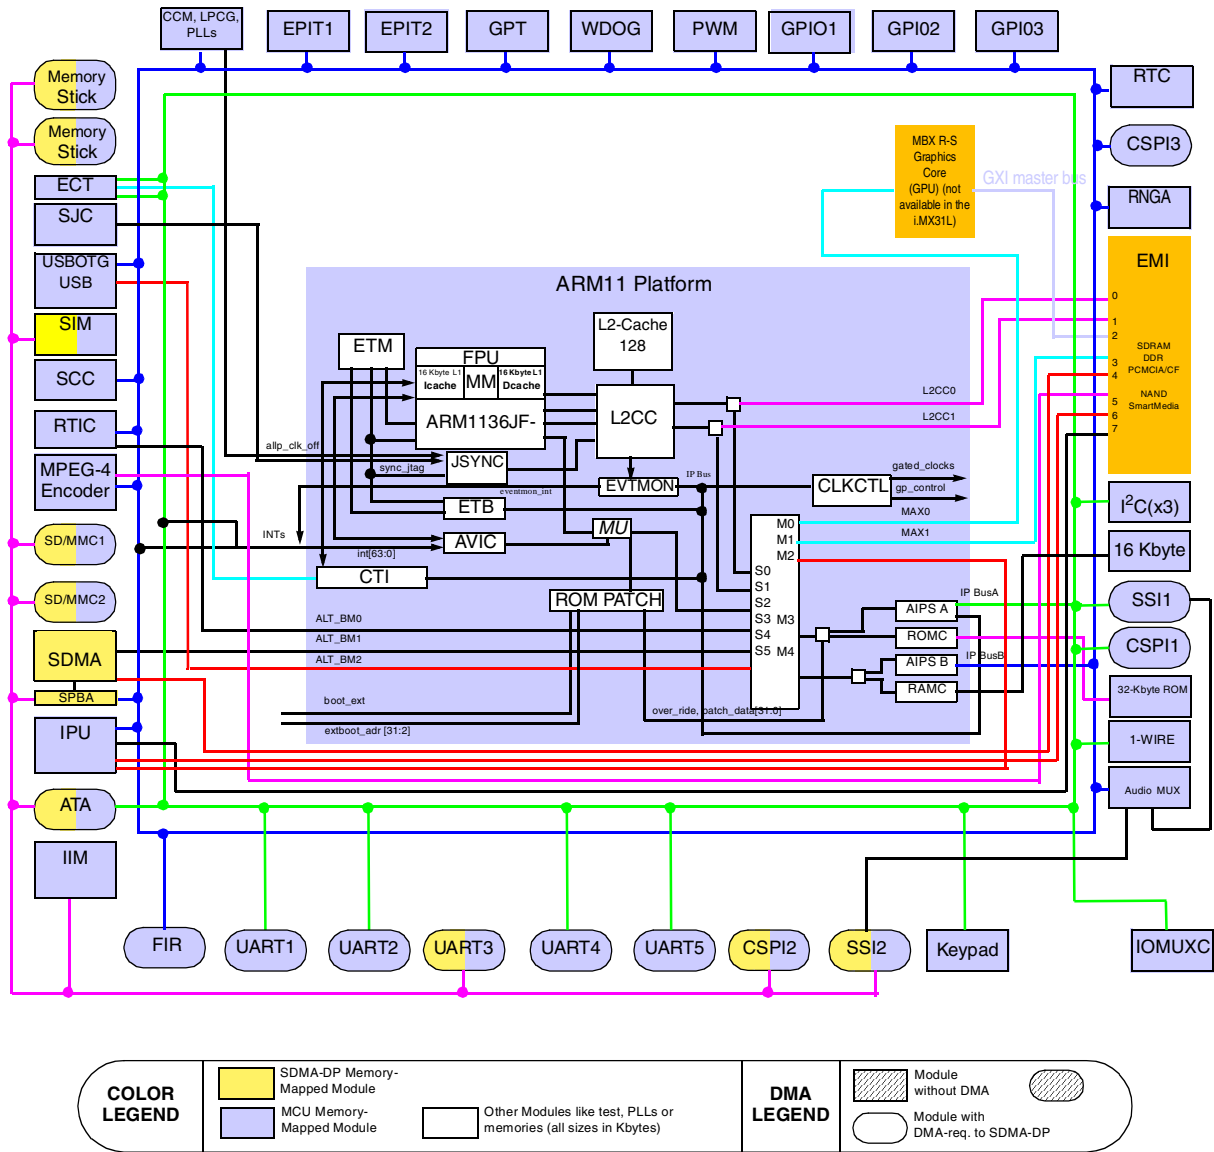 CCM, LPCG,
PLLs
EPIT1
EPIT2
GPT
WDOG
PWM
GPIO1
GPI02
GPI03
Memory
Stick
Memory
Stick
ECT
SJC
USBOTG
USB
SIM
SCC
RTIC
MPEG-4
Encoder
SD/MMC1
SD/MMC2
SDMA
SPBA
IPU
ATA
IIM
RTC
CSPI3
RNGA
MBX R-S
Graphics
Core
(GPU) (not
available in the
i.MX31L)
GXI master bus
EMI
0
1
2
3
4
5
6
7
SDRAM
DDR
PCMCIA/CF
NAND
SmartMedia
ARM11 Platform
L2-Cache
128
ETM
FPU
16 Kbyte L1
Icache
MM
16 Kbyte L1
Dcache
ARM1136JF-
L2CC
L2CC0
L2CC1
allp_clk_off
sync_jtag
JSYNC
IP Bus
EVTMON
eventmon_int
CLKCTL
gated_clocks
gp_control
ETB
INTs
int[63:0]
AVIC
MU
CTI
ROM PATCH
M0
M1
M2
M3
M4
S0
S1
S2
S3
S4
S5
MAX0
MAX1
ALT_BM0
ALT_BM1
ALT_BM2
boot_ext
extboot_adr [31:2]
over_ride, patch_data[31:0]
AIPS A
ROMC
AIPS B
RAMC
IP BusA
IP BusB
I2C(x3)
16 Kbyte
SSI1
CSPI1
32-Kbyte ROM
1-WIRE
Audio MUX
FIR
UART1
UART2
UART3
UART4
UART5
CSPI2
SSI2
Keypad
IOMUXC
COLOR
LEGEND
SDMA-DP Memory-
Mapped Module
MCU Memory-
Mapped Module
Other Modules like test, PLLs or
memories (all sizes in Kbytes)
DMA
LEGEND
Module
without DMA
Module with
DMA-req. to SDMA-DP